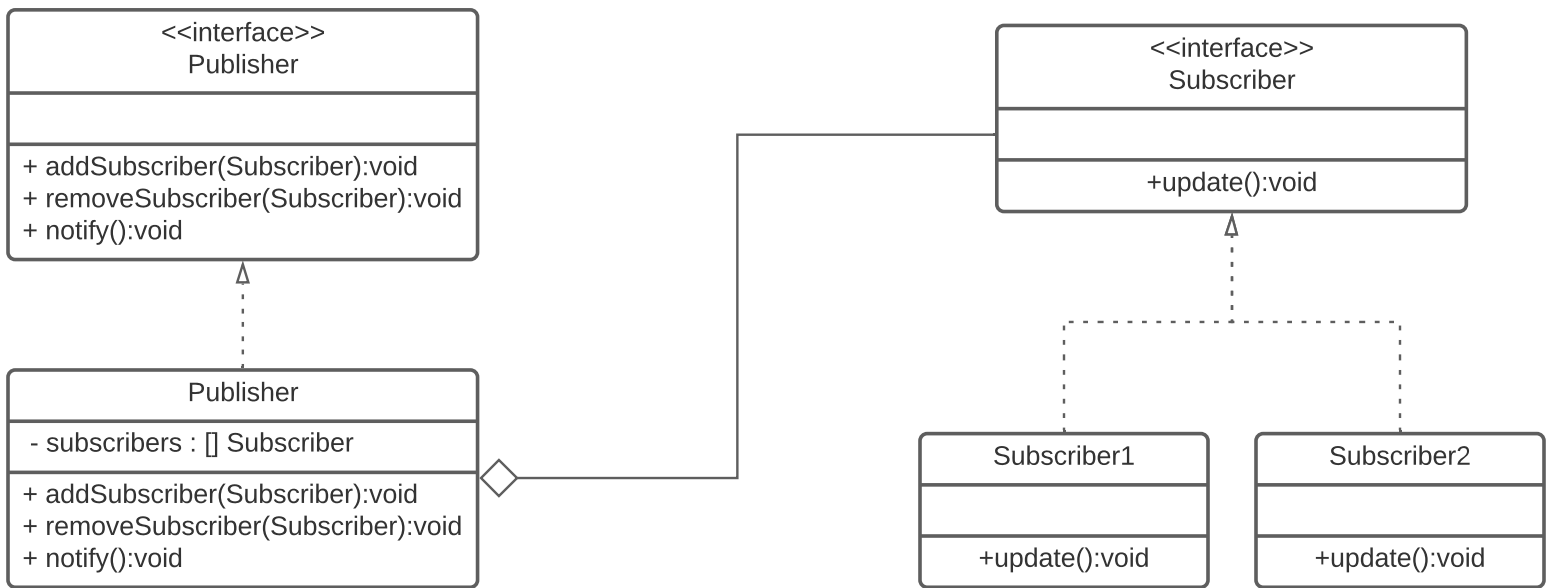 <<interface>>
Publisher
+ addSubscriber(Subscriber):void
+ removeSubscriber(Subscriber):void
+ notify():void
<<interface>>
Subscriber
+update():void
Publisher
- subscribers : [] Subscriber
+ addSubscriber(Subscriber):void
+ removeSubscriber(Subscriber):void
+ notify():void
Subscriber1
+update():void
Subscriber2
+update():void